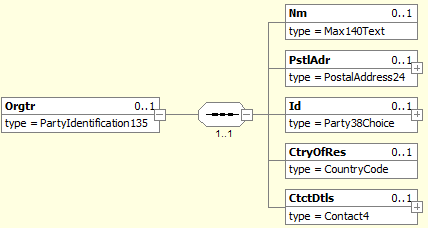 Nm 0..1
type = Max140Text
PstlAdr 0..1
type = PostalAddress24
Orgtr 0..1
type = PartyIdentification135
1..1
Id 0..1
type = Party38Choice
CtryOfRes 0..1
type = CountryCode
CtctDtls 0..1
type = Contact4